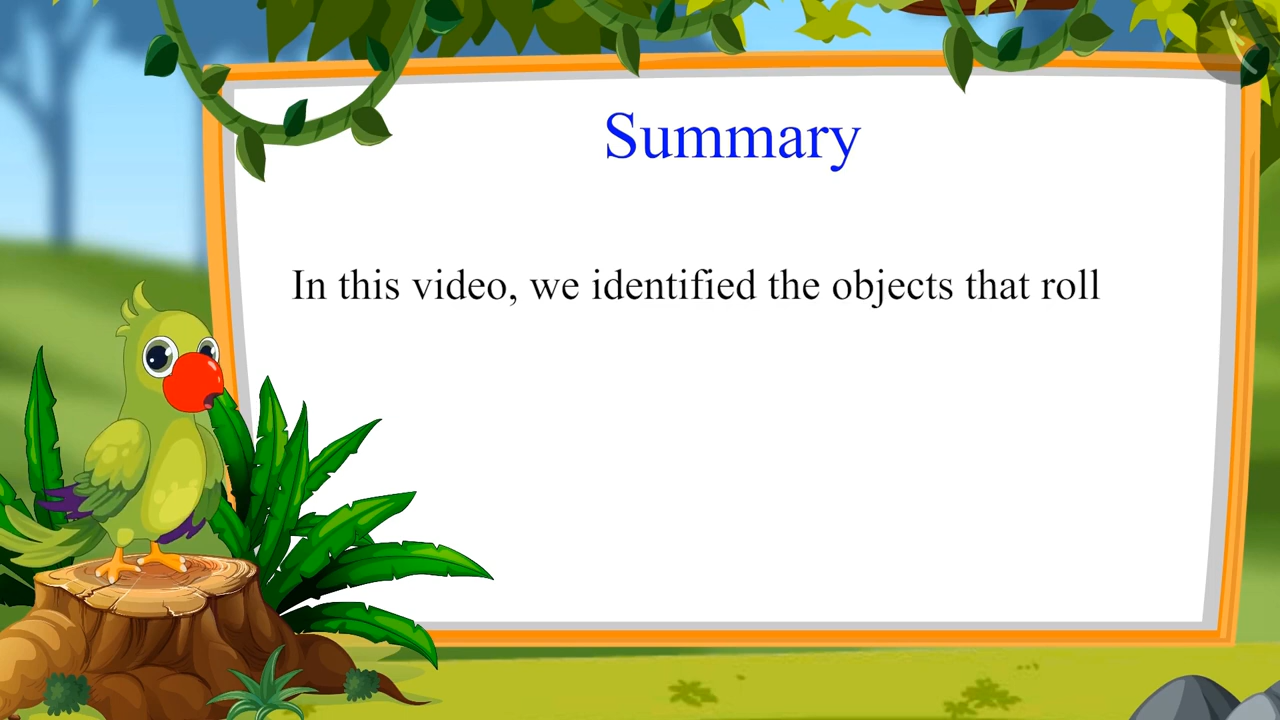 Summary
In this video, we identified the objects that roll